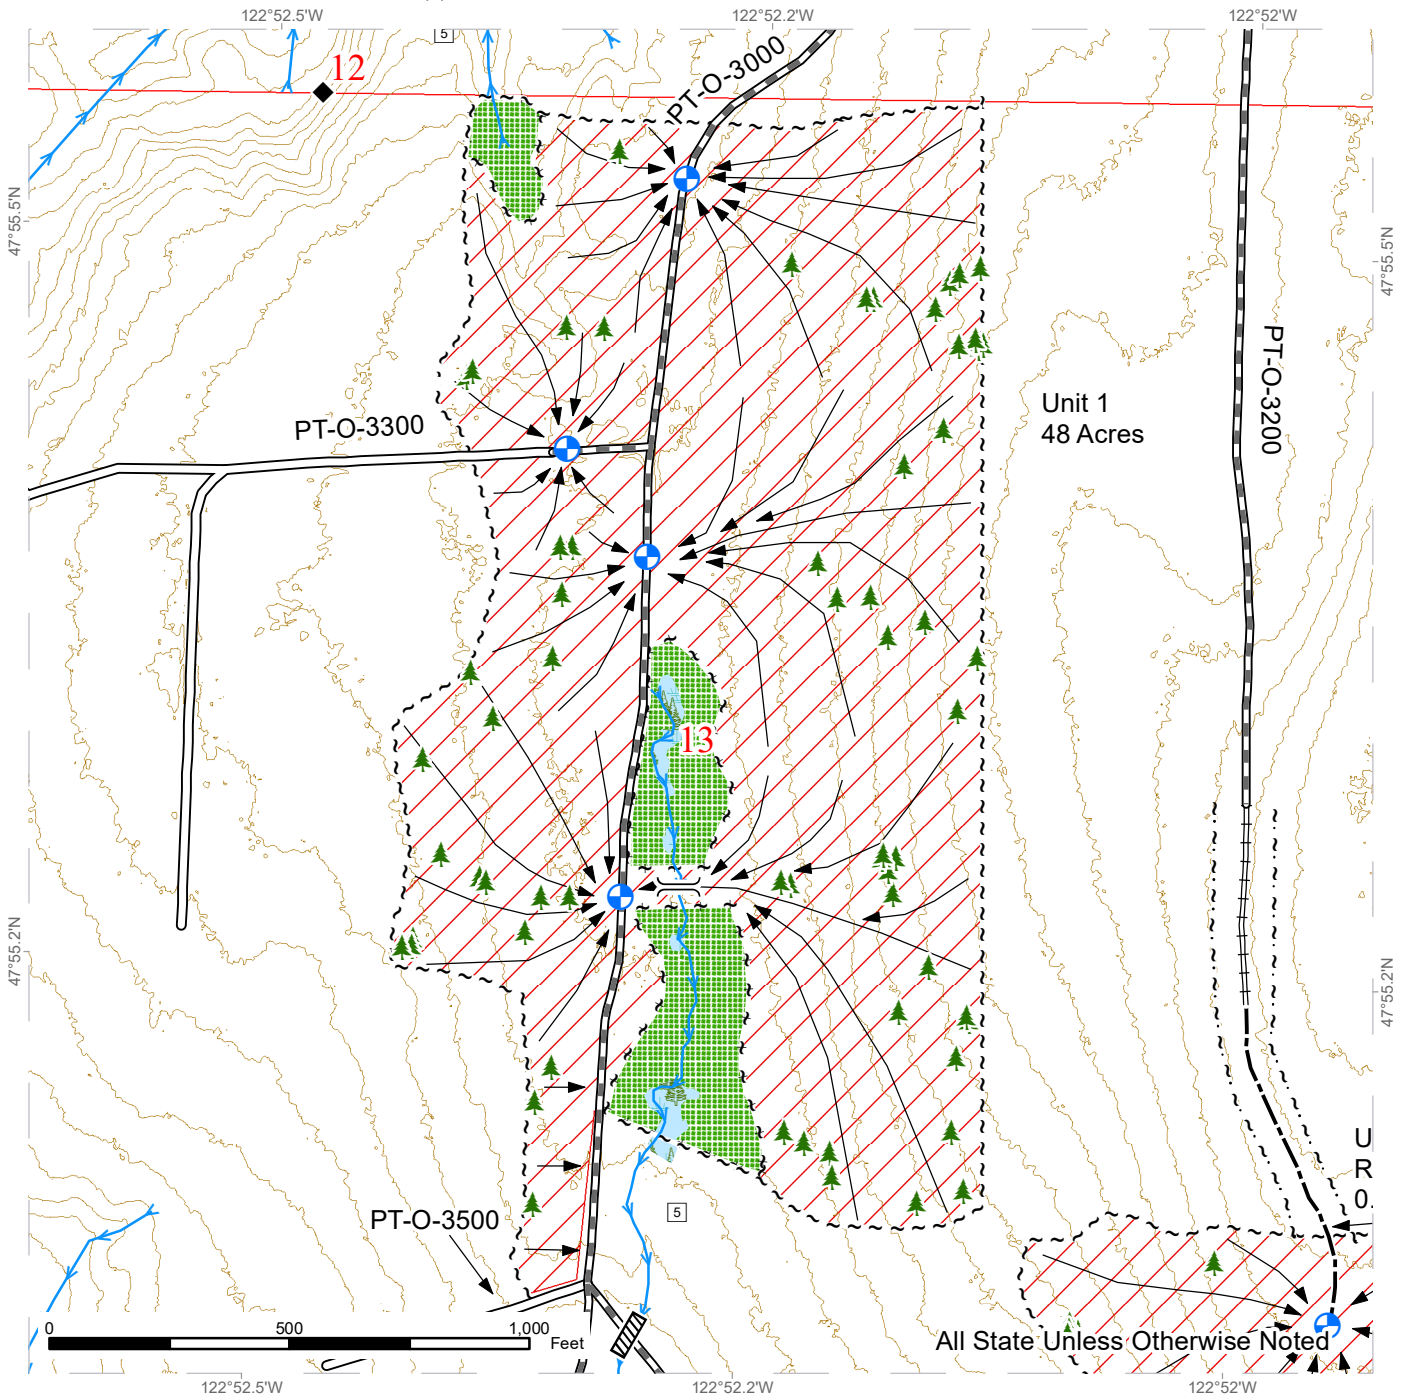 122°52.5'W
122°52.2'W
122°52'W
5
12
PT-O-3000
47°55.5'N
47°55.5'N
PT-O-3200
Unit 1
48 Acres
PT-O-3300
13
47°55.2'N
47°55.2'N
U
R
0.
5
PT-O-3500
0
500
1,000
Feet
All State Unless Otherwise Noted
122°52.5'W
122°52.2'W
122°52'W